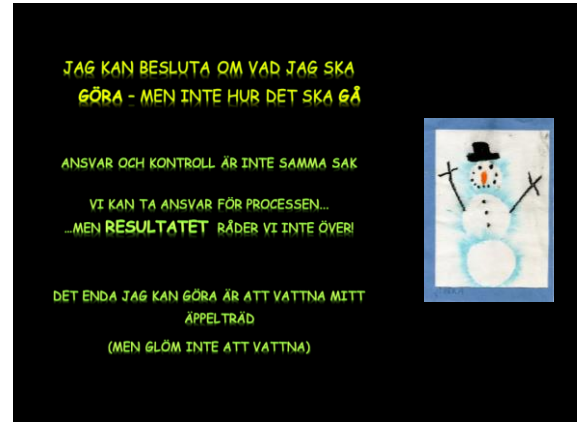 JAG KAN BESLUTA OM VAD JAG SKA
GÖRA – MEN INTE HUR DET SKA GÅ
ANSVAR OCH KONTROLL ÄR INTE SAMMA SAK
VI KAN TA ANSVAR FÖR PROCESSEN...
...MEN RESULTATET RÅDER VI INTE ÖVER!
DET ENDA JAG KAN GÖRA ÄR ATT VATTNA MITT
ÄPPELTRÄD
(MEN GLÖM INTE ATT VATTNA)